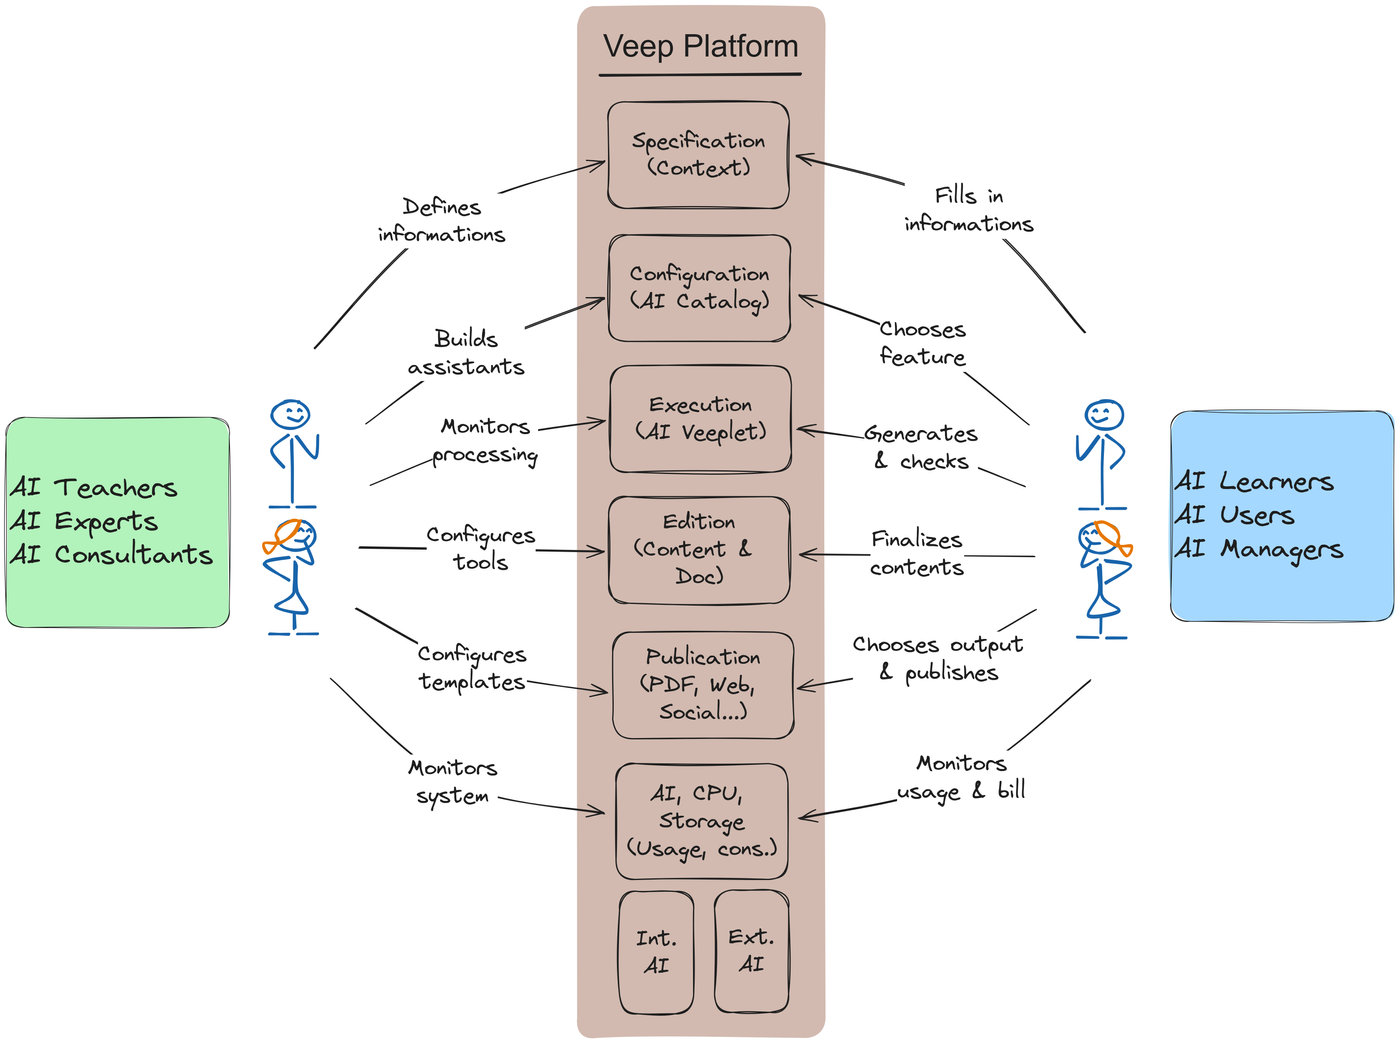 Veep Platform
Specification
(Context)
Defines
informations
Fills in
informations
Configuration
(AI Catalog)
Builds
assistants
Chooses
feature
Execution
(AI Veeplet)
Monitors
processing
Generates
& checks
AI Teachers
AI Experts
AI Consultants
AI Learners
AI Users
AI Managers
Edition
(Content &
Doc)
Configures
tools
Finalizes
contents
Publication
(PDF, Web,
Social...)
Configures
templates
Chooses output
& publishes
AI, CPU,
Storage
(Usage, cons.)
Monitors
system
Monitors
usage & bill
Int.
AI
Ext.
AI